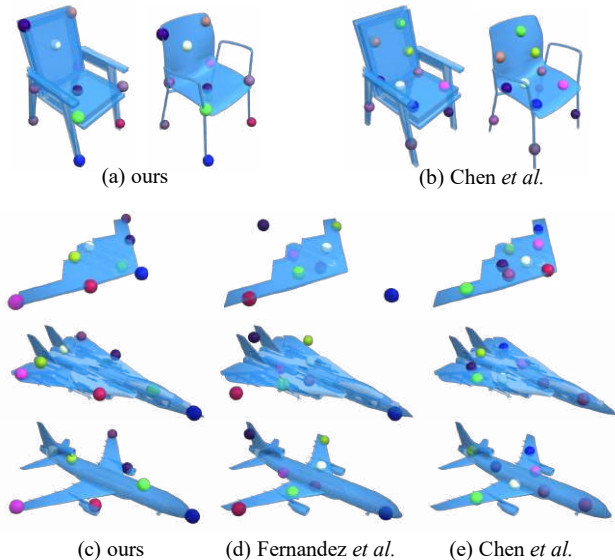 (a) ours
(b) Chen et al.
(c) ours
(d) Fernandez et al.
(e) Chen et al.